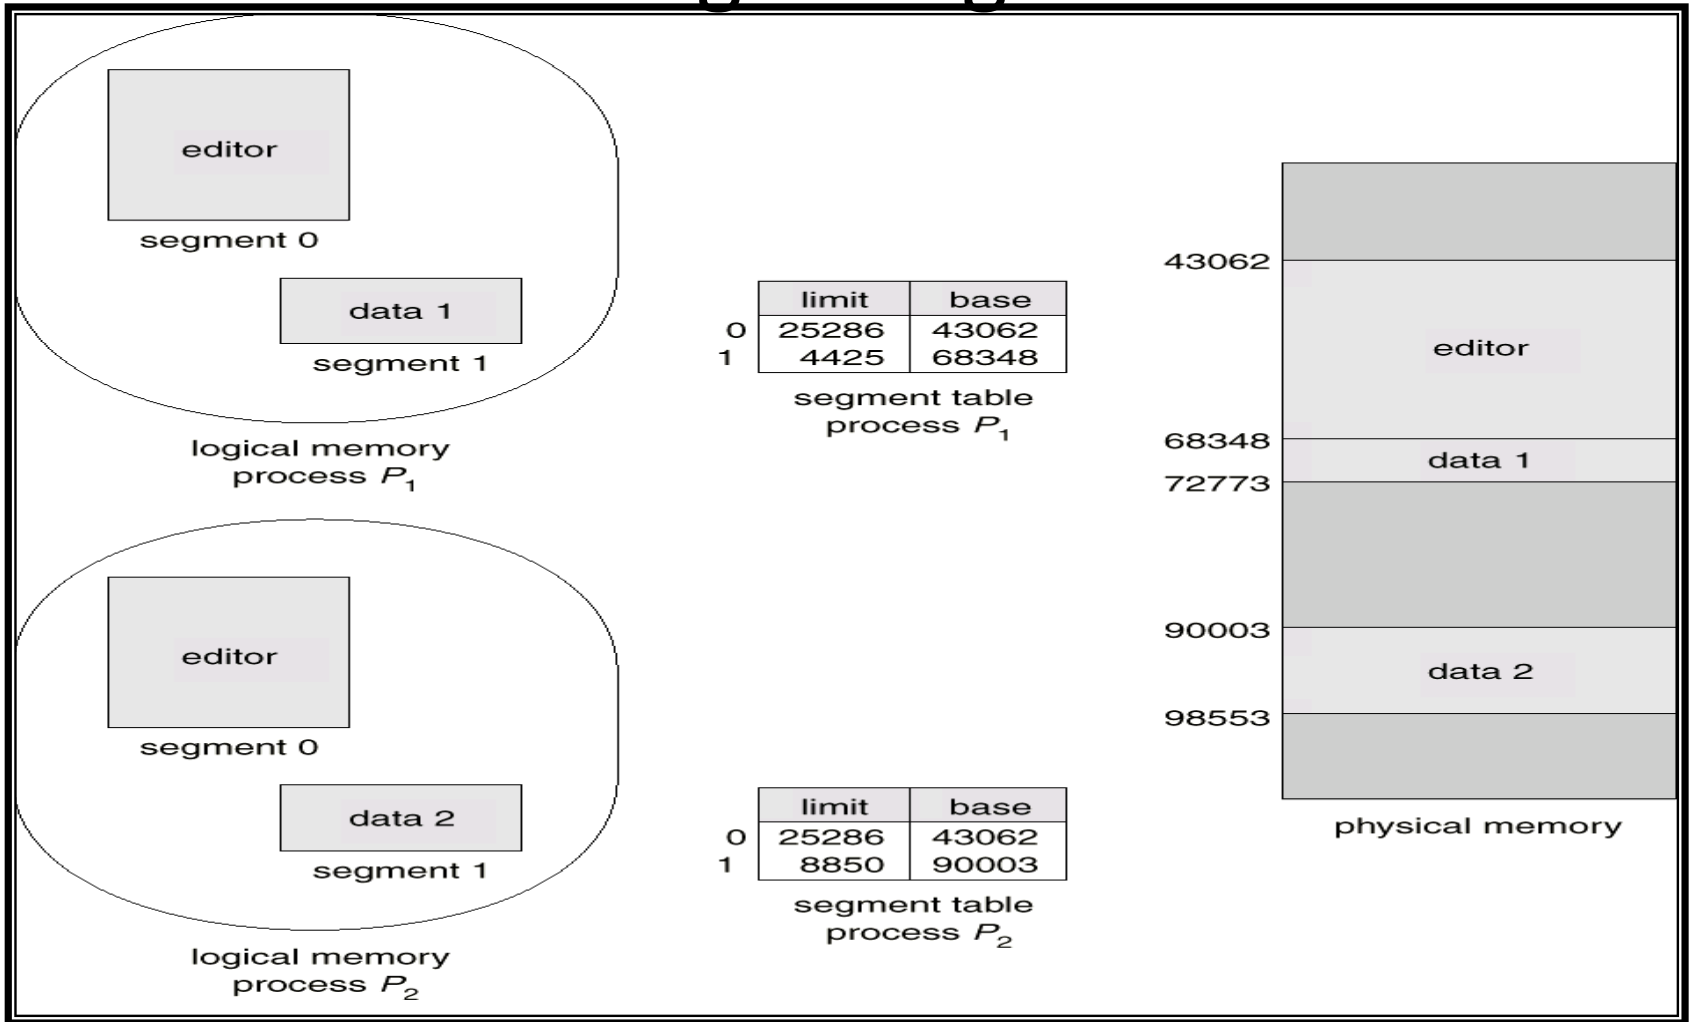 editor
segment 0
data 1
segment 1
logical memory
process P1
limit base
0 25286 43062
1 4425 68348
segment table
process P1
43062
editor
68348
data 1
72773
90003
data 2
98553
physical memory
editor
segment 0
data 2
segment 1
logical memory
process P2
limit base
0 25286 43062
1 8850 90003
segment table
process P2